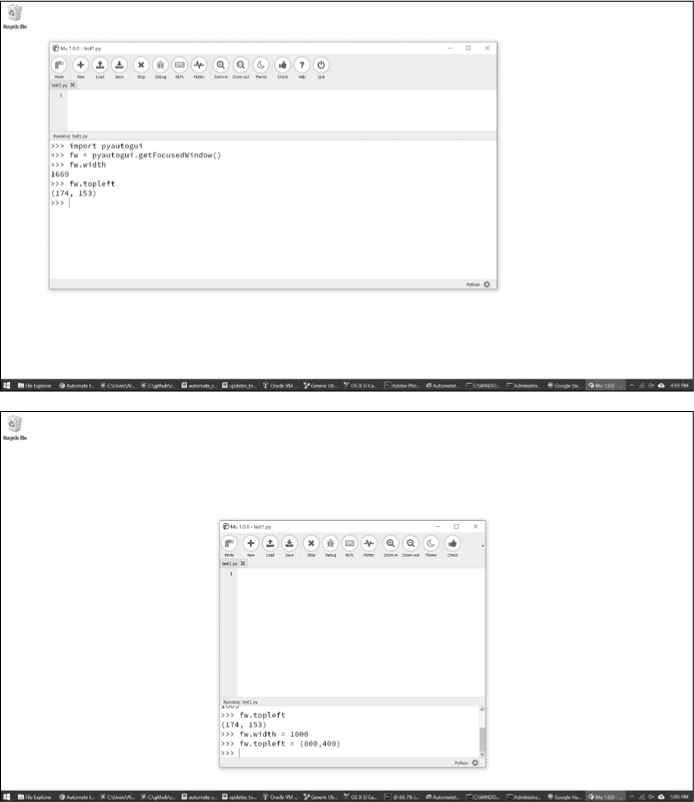 Recycle Bin
Mu 1.0.0 - test1.py
Mode New Load Save Stop Debug REPL Plotter Zoom-in Zoom-out Theme Check Help Quit
test1.py
1
Running: test1.py
>>> import pyautogui
>>> fw = pyautogui.getFocusedWindow()
>>> fw.width
1669
>>> fw.topleft
(174, 153)
>>>
Python
File Explorer Automate t... C:\Users\Al... C:\github\c... automate_c... updates_to... Oracle VM ... Generic Ub... OS X El Ca... Adobe Pho... Automatet... C:\WINDO... Administra... Google Ha... Mu 1.0.0 - ... 4:59 PM
Recycle Bin
Mu 1.0.0 - test1.py
Mode New Load Save Stop Debug REPL Plotter Zoom-in Zoom-out Theme Check
test1.py
1
Running: test1.py
1669
>>> fw.topleft
(174, 153)
>>> fw.width = 1000
>>> fw.topleft = (800,400)
>>>
Python
File Explorer Automate t... C:\Users\Al... C:\github\c... automate_c... updates_to... Oracle VM ... Generic Ub... OS X El Ca... @ 66.7% (... Automatet... C:\WINDO... Administra... Google Ha... Mu 1.0.0 - ... 5:00 PM